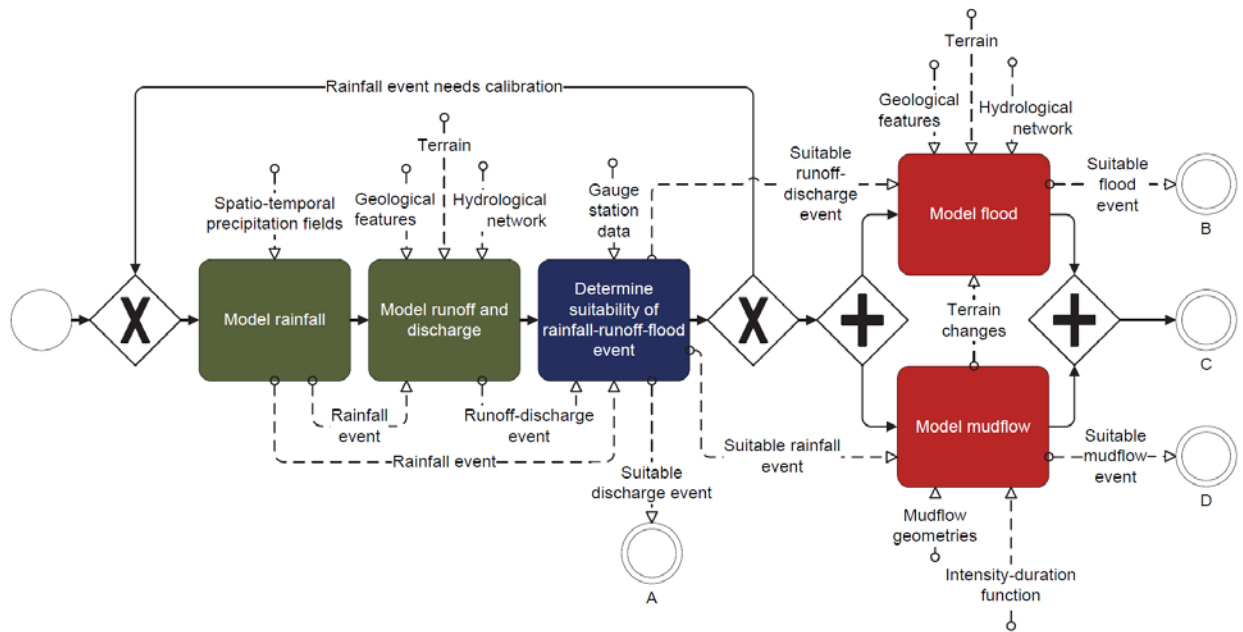 Terrain
Rainfall event needs calibration
Geological
features
Hydrological
network
Terrain
Suitable
runoff-
discharge
event
Suitable
flood
event
Spatio-temporal
precipitation fields
Geological
features
Hydrological
network
Gauge
station
data
Model flood
B
Model rainfall
Model runoff and
discharge
Determine
suitability of
rainfall-runoff-flood
event
X
X
Terrain
changes
C
Rainfall
event
Runoff-discharge
event
Rainfall event
Suitable rainfall
event
Model mudflow
Suitable
mudflow
event
D
Suitable
discharge event
A
Mudflow
geometries
Intensity-duration
function